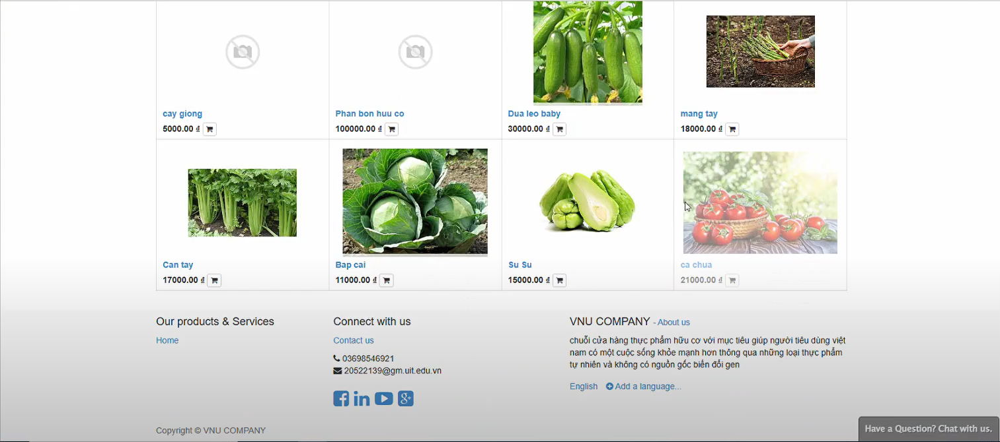 cay giong
5000.00 ₫
Phan bon huu co
100000.00 ₫
Dua leo baby
30000.00 ₫
mang tay
18000.00 ₫
Can tay
17000.00 ₫
Bap cai
11000.00 ₫
Su Su
15000.00 ₫
ca chua
21000.00 ₫
Our products & Services
Home
Connect with us
Contact us
03698546921
20522139@gm.uit.edu.vn
VNU COMPANY - About us
chuỗi cửa hàng thực phẩm hữu cơ với mục tiêu giúp người tiêu dùng việt
nam có một cuộc sống khỏe mạnh hơn thông qua những loại thực phẩm
tự nhiên và không có nguồn gốc biến đổi gen
English Add a language...
Copyright © VNU COMPANY
Have a Question? Chat with us.